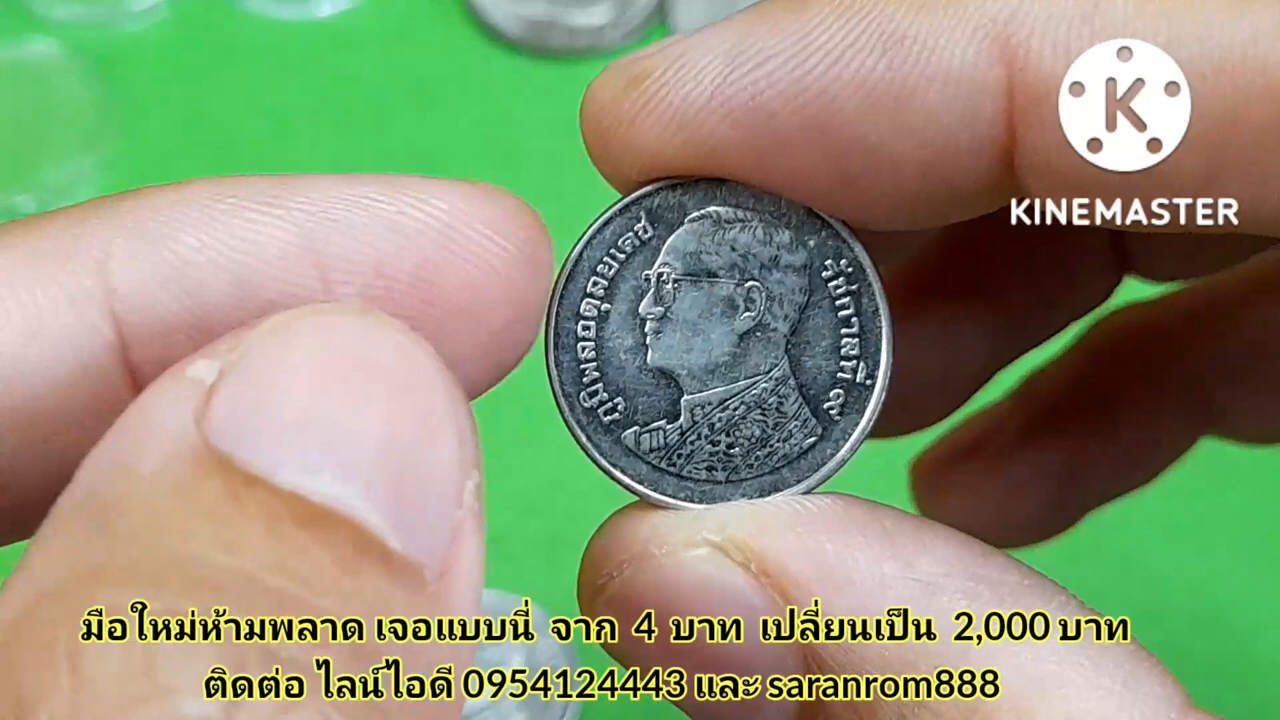 K
KINEMASTER
ภูมิพลอดุลยเดช
รัชกาลที่ ๙
มือใหม่ห้ามพลาด เจอแบบนี่ จาก 4 บาท เปลี่ยนเป็น 2,000 บาท
ติดต่อ ไลน์ไอดี 0954124443 และ saranrom888